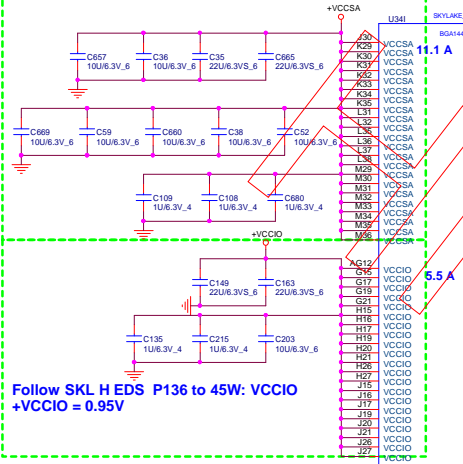 +VCCSA
U34I
SKYLAKE
BGA144
11.1 A
C657
10U/6.3V_6
C36
10U/6.3V_6
C35
22U/6.3VS_6
C665
22U/6.3VS_6
C669
10U/6.3V_6
C59
10U/6.3V_6
C660
10U/6.3V_6
C38
10U/6.3V_6
C52
10U/6.3V_6
C109
1U/6.3V_4
C108
1U/6.3V_4
C680
1U/6.3V_4
J30 VCCSA
K29 VCCSA
K30 VCCSA
K31 VCCSA
K32 VCCSA
K33 VCCSA
K34 VCCSA
K35 VCCSA
L31 VCCSA
L32 VCCSA
L35 VCCSA
L36 VCCSA
L37 VCCSA
L38 VCCSA
M29 VCCSA
M30 VCCSA
M31 VCCSA
M32 VCCSA
M33 VCCSA
M34 VCCSA
M35 VCCSA
M36 VCCSA
+VCCIO
5.5 A
C149
22U/6.3VS_6
C163
22U/6.3VS_6
C135
1U/6.3V_4
C215
1U/6.3V_4
C203
10U/6.3V_6
AG12 VCCIO
G15 VCCIO
G17 VCCIO
G19 VCCIO
G21 VCCIO
H15 VCCIO
H16 VCCIO
H17 VCCIO
H19 VCCIO
H20 VCCIO
H21 VCCIO
H26 VCCIO
H27 VCCIO
J15 VCCIO
J16 VCCIO
J17 VCCIO
J19 VCCIO
J20 VCCIO
J21 VCCIO
J26 VCCIO
J27 VCCIO
Follow SKL H EDS P136 to 45W: VCCIO
+VCCIO = 0.95V